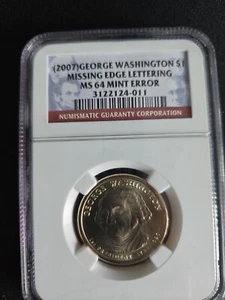 (2007)GEORGE WASHINGTON $1
MISSING EDGE LETTERING
MS 64 MINT ERROR
3122124-011
NUMISMATIC GUARANTY CORPORATION
GEORGE WASHINGTON